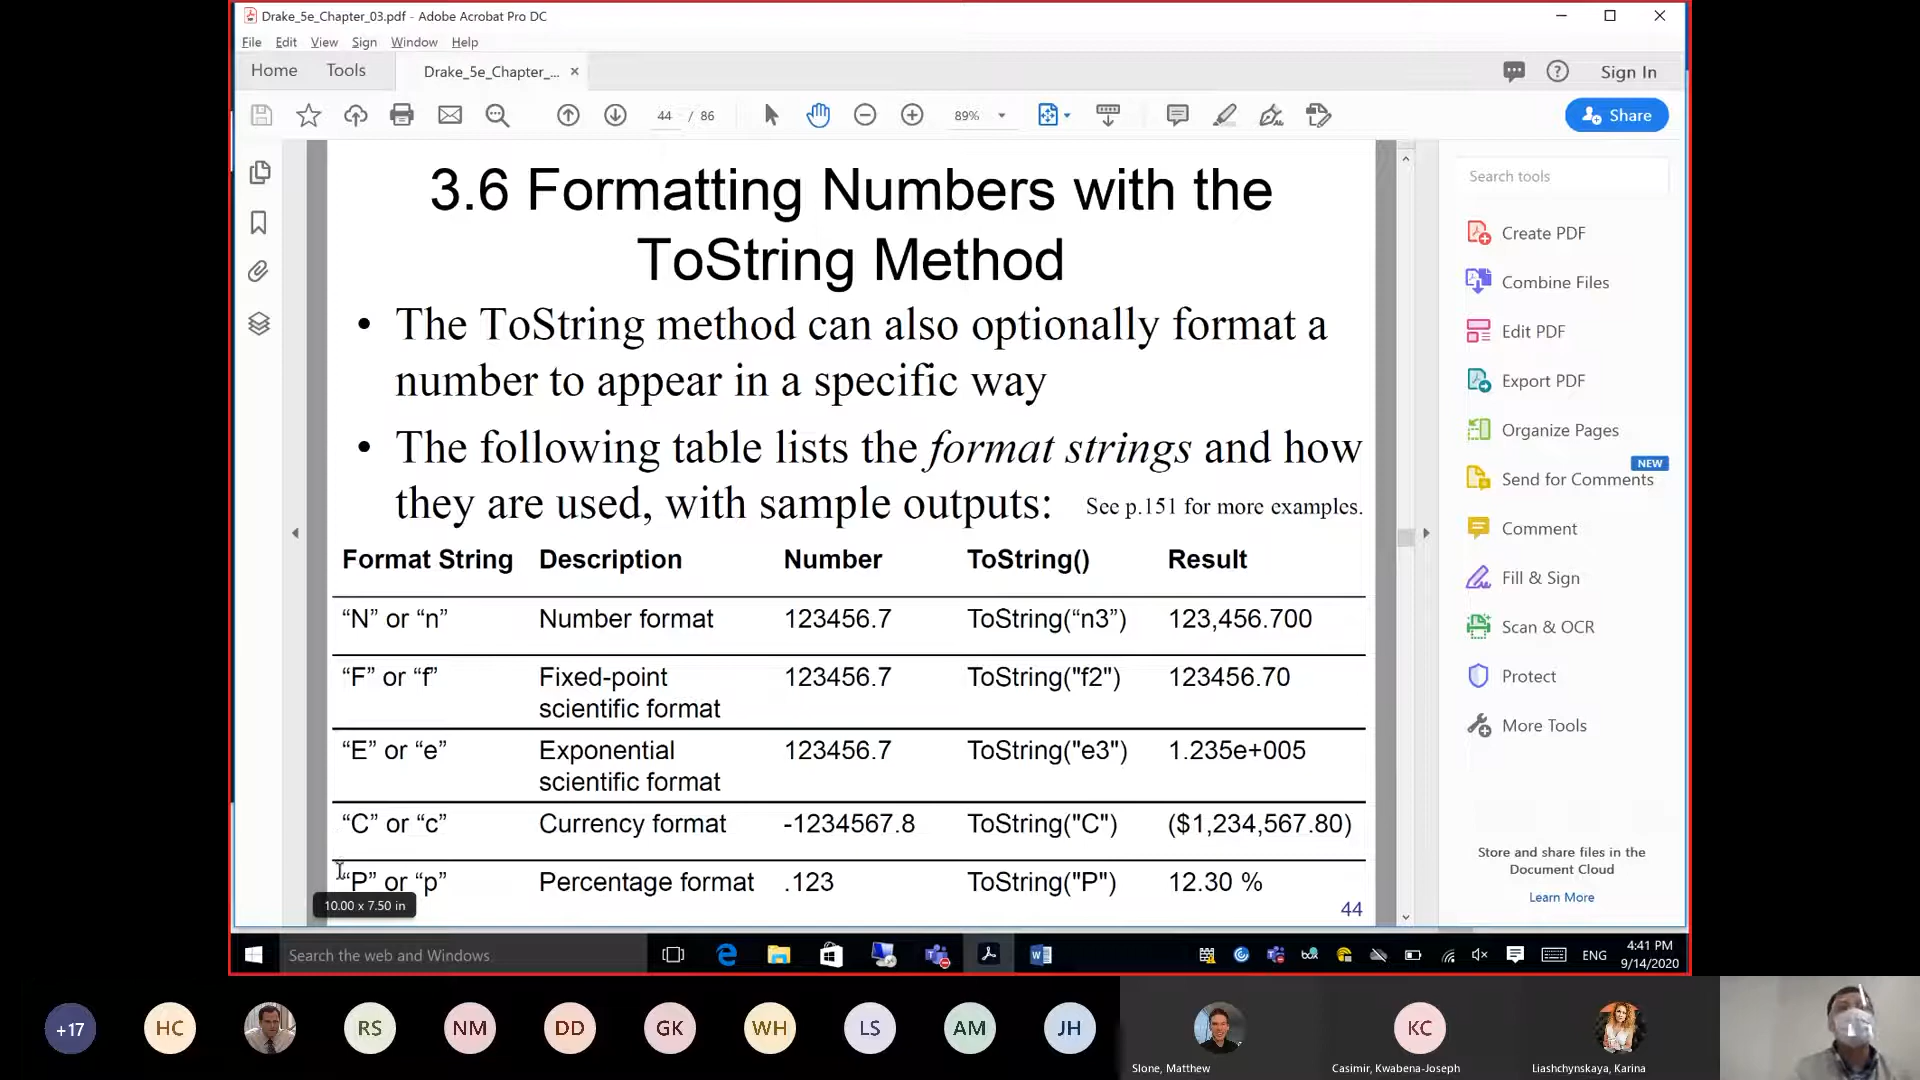 Drake_5e_Chapter_03.pdf - Adobe Acrobat Pro DC
File Edit View Sign Window Help
Home Tools Drake_5e_Chapter_... ×
Sign In
44 / 86
89%
Share
3.6 Formatting Numbers with the
ToString Method
• The ToString method can also optionally format a
number to appear in a specific way
• The following table lists the format strings and how
they are used, with sample outputs: See p.151 for more examples.
Format String Description Number ToString() Result
“N” or “n” Number format 123456.7 ToString(“n3”) 123,456.700
“F” or “f” Fixed-point 123456.7 ToString("f2") 123456.70
scientific format
“E” or “e” Exponential 123456.7 ToString("e3") 1.235e+005
scientific format
“C” or “c” Currency format -1234567.8 ToString("C") ($1,234,567.80)
“P” or “p” Percentage format .123 ToString("P") 12.30 %
10.00 x 7.50 in
44
Search tools
Create PDF
Combine Files
Edit PDF
Export PDF
Organize Pages
NEW
Send for Comments
Comment
Fill & Sign
Scan & OCR
Protect
More Tools
Store and share files in the
Document Cloud
Learn More
Search the web and Windows
ENG
4:41 PM
9/14/2020
+17 HC RS NM DD GK WH LS AM JH KC
Slone, Matthew Casimir, Kwabena-Joseph Liashchynskaya, Karina